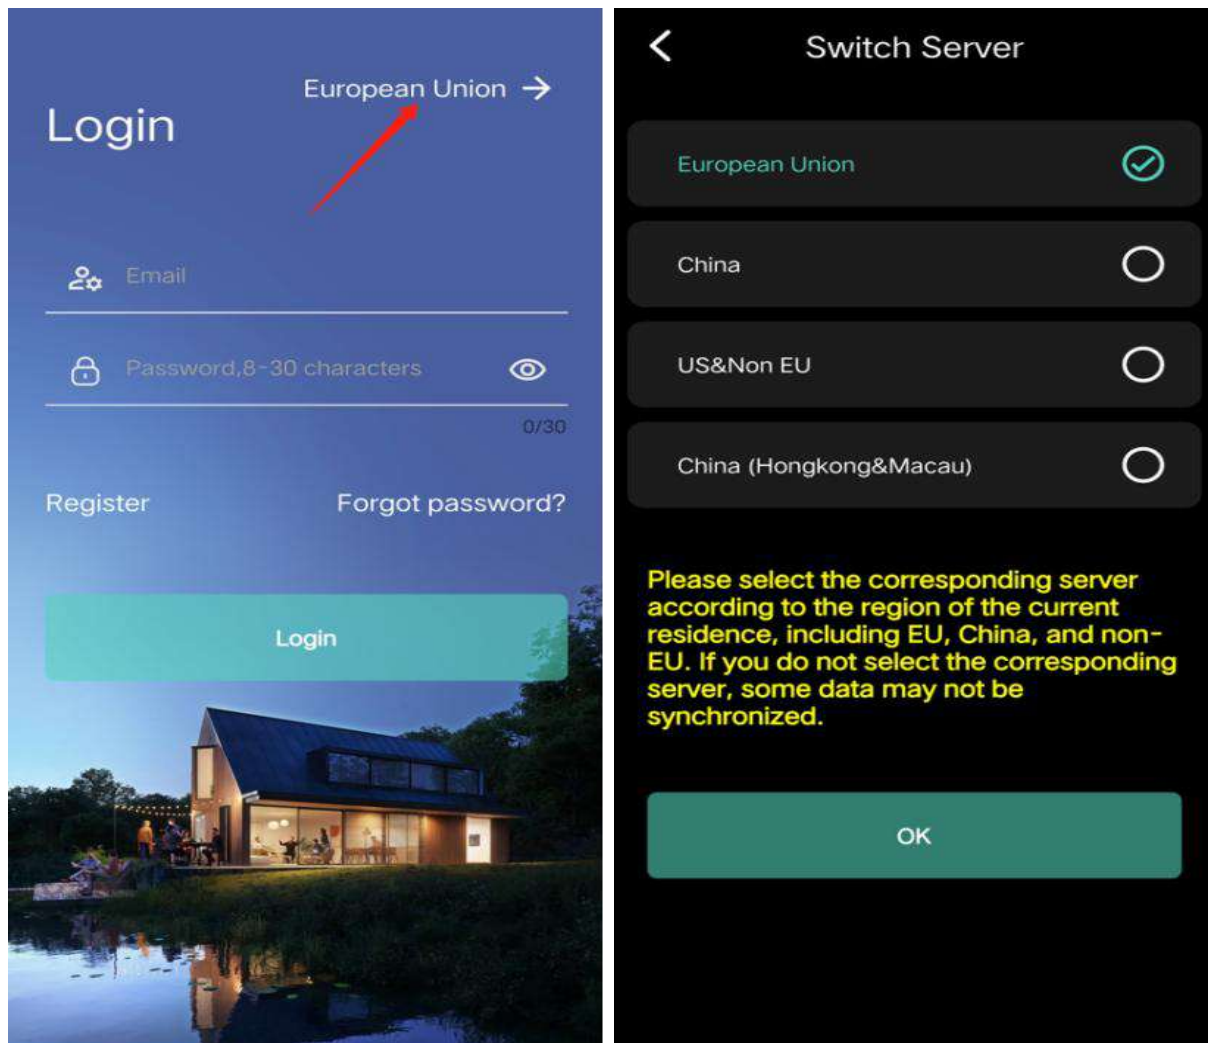 European Union
Login
Email
Password,8-30 characters
0/30
Register
Forgot password?
Login
Switch Server
European Union
China
US&Non EU
China (Hongkong&Macau)
Please select the corresponding server
according to the region of the current
residence, including EU, China, and non-
EU. If you do not select the corresponding
server, some data may not be
synchronized.
OK